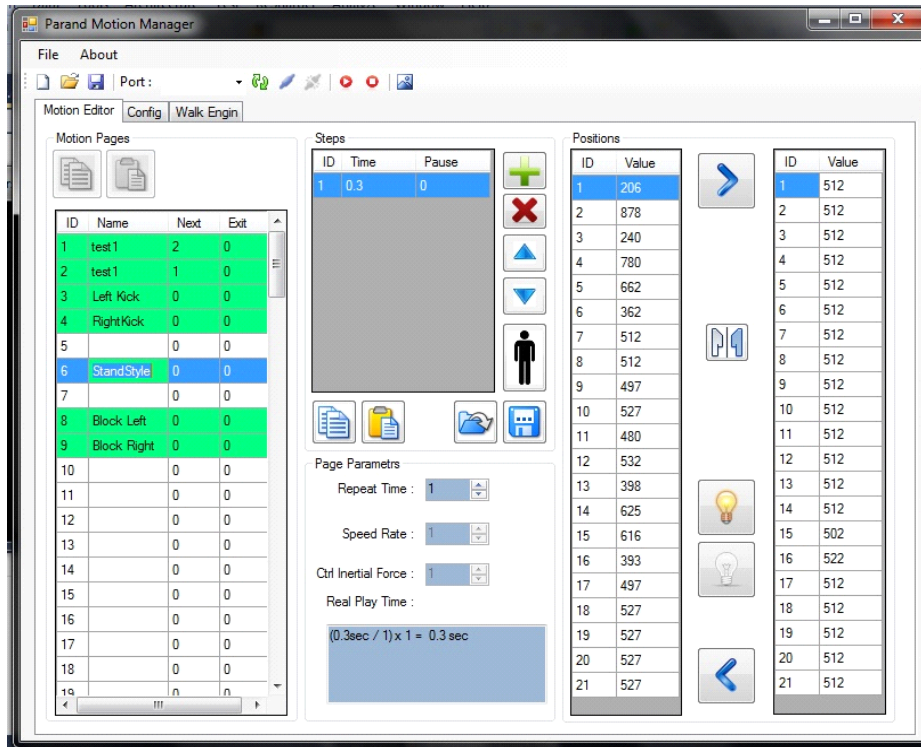 Parand Motion Manager
File About
Port :
Motion Editor Config Walk Engin
Motion Pages
ID Name Next Exit
1 test1 2 0
2 test1 1 0
3 Left Kick 0 0
4 RightKick 0 0
5 0 0
6 StandStyle 0 0
7 0 0
8 Block Left 0 0
9 Block Right 0 0
10 0 0
11 0 0
12 0 0
13 0 0
14 0 0
15 0 0
16 0 0
17 0 0
18 0 0
19 0 0
Steps
ID Time Pause
1 0.3 0
Page Parametrs
Repeat Time : 1
Speed Rate : 1
Ctrl Inertial Force : 1
Real Play Time :
(0.3sec / 1) x 1 = 0.3 sec
Positions
ID Value
1 206
2 878
3 240
4 780
5 662
6 362
7 512
8 512
9 497
10 527
11 480
12 532
13 398
14 625
15 616
16 393
17 497
18 527
19 527
20 527
21 527
ID Value
1 512
2 512
3 512
4 512
5 512
6 512
7 512
8 512
9 512
10 512
11 512
12 512
13 512
14 512
15 502
16 522
17 512
18 512
19 512
20 512
21 512